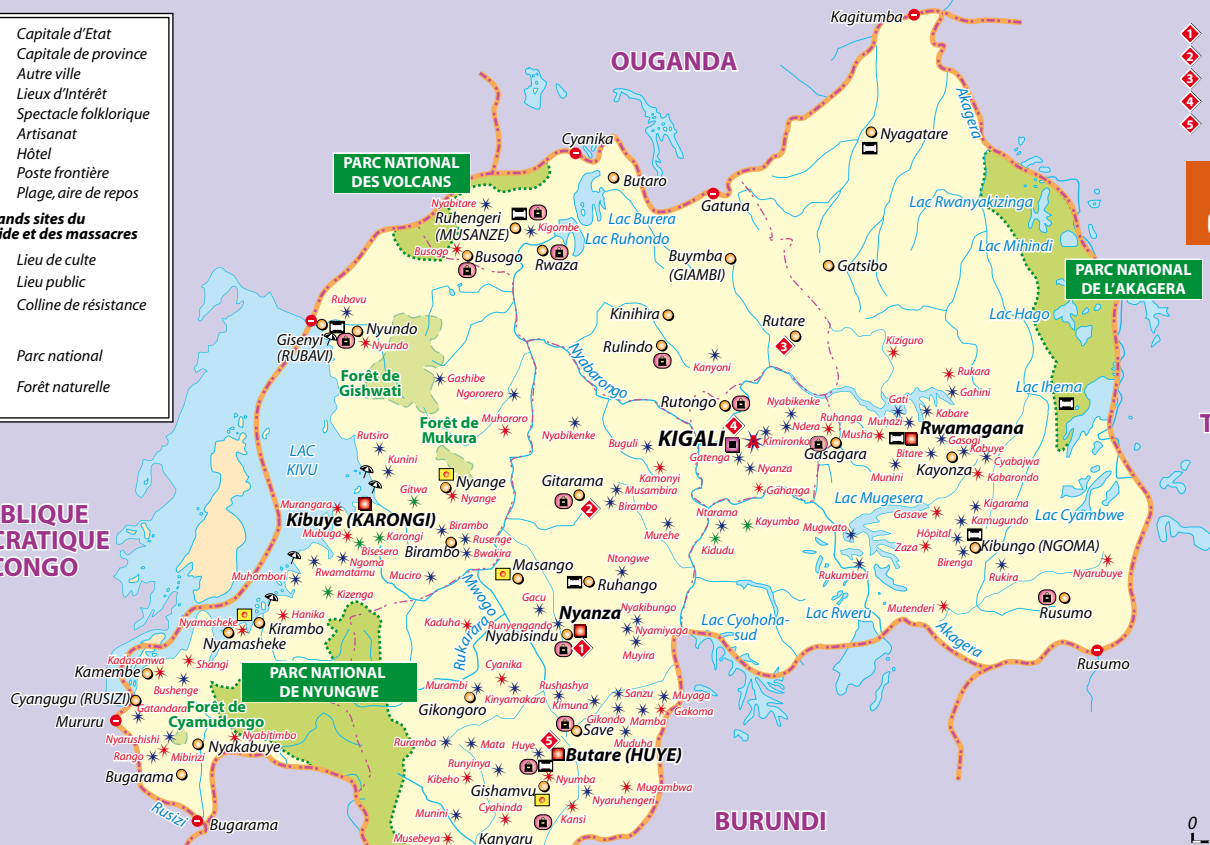 Capitale d'Etat
Capitale de province
Autre ville
Lieux d'Intérêt
Spectacle folklorique
Artisanat
Hôtel
Poste frontière
Plage, aire de repos
ands sites du
ide et des massacres
Lieu de culte
Lieu public
Colline de résistance
Parc national
Forêt naturelle
1
2
3
4
5
Kagitumba
OUGANDA
Akagera
Nyagatare
Cyanika
PARC NATIONAL
DES VOLCANS
Butaro
Gatuna
Nyabitare
Ruhengeri
(MUSANZE)
Kigombe
Lac Burera
Lac Ruhondo
Lac Rwanyakizinga
Lac Mihindi
Busogo
Busogo
Rwaza
Buymba
(GIAMBI)
Gatsibo
PARC NATIONAL
DE L'AKAGERA
Rubavu
Gisenyi
(RUBAVI)
Nyundo
Nyundo
Kinihira
Rutare
3
Lac Hago
Rulindo
Kanyoni
Kiziguro
Nyabarongo
Forêt de
Gishwati
Gashibe
Ngororero
Rukara
Gahini
Lac Ihema
Muhororo
Forêt de
Mukura
Rutongo
Nyabikenke
Gati
Kabare
Muhazi
Ruhanga
Ndera
4
KIGALI
Kimironko
Musha
Rwamagana
Nyabikenke
Rutsiro
Buguli
Gasagara
Gasogi
Kabuye
Bitare
Cyabajwa
LAC
KIVU
Kunini
Gatenga
Nyanza
Kayonza
Munini
Kabarondo
Kamonyi
Nyange
Nyange
Gitarama
2
Musambira
Birambo
Gahanga
Gitwa
Murangara
Kibuye (KARONGI)
Lac Mugesera
Kigarama
Gasave
Kamugundo
Lac Cyambwe
Ntarama
Kayumba
Murehe
Kidudu
Mugwato
Hôpital
Zaza
Kibungo (NGOMA)
Birenga
Mubuga
Karongi
Birambo
Rusenge
Birambo
Bwakira
Bisesero
Ngoma
Rwamatamu
Muhombori
Muciro
Masango
Ntongwe
Ruhango
Rukumberi
Rukira
Nyarubuye
BLIQUE
CRATIQUE
CONGO
Kizenga
Mwogo
Gacu
Nyanza
Nyakibungo
Mutenderi
Rusumo
Hanika
Nyamasheke
Kirambo
Nyamasheke
Kaduha
Runyengando
Nyabisindu
1
Nyamiyaga
Muyira
Lac Cyohoha-
sud
Lac Rweru
Akagera
Rusumo
Rukarara
Kadasomwa
Kamembe
Shangi
Bushenge
PARC NATIONAL
DE NYUNGWE
Cyanika
Murambi
Rushashya
Kinyamakara
Kimuna
Sanzu
Muyaga
Gakoma
Mamba
Cyangugu (RUSIZI)
Gatandara
Mururu
Forêt de
Cyamudongo
Gikongoro
Gikondo
Save
Muduha
Nyarushishi
Nyabitimbo
Rango
Mibirizi
Nyakabuye
Ruramba
Mata
Huye
5
Butare (HUYE)
Runyinya
Kibeho
Nyumba
Mugombwa
Bugarama
Gishamvu
Nyaruhengeri
Rusizi
Bugarama
Munini
Cyahinda
Kansi
Musebeya
Kanyaru
BURUNDI
0